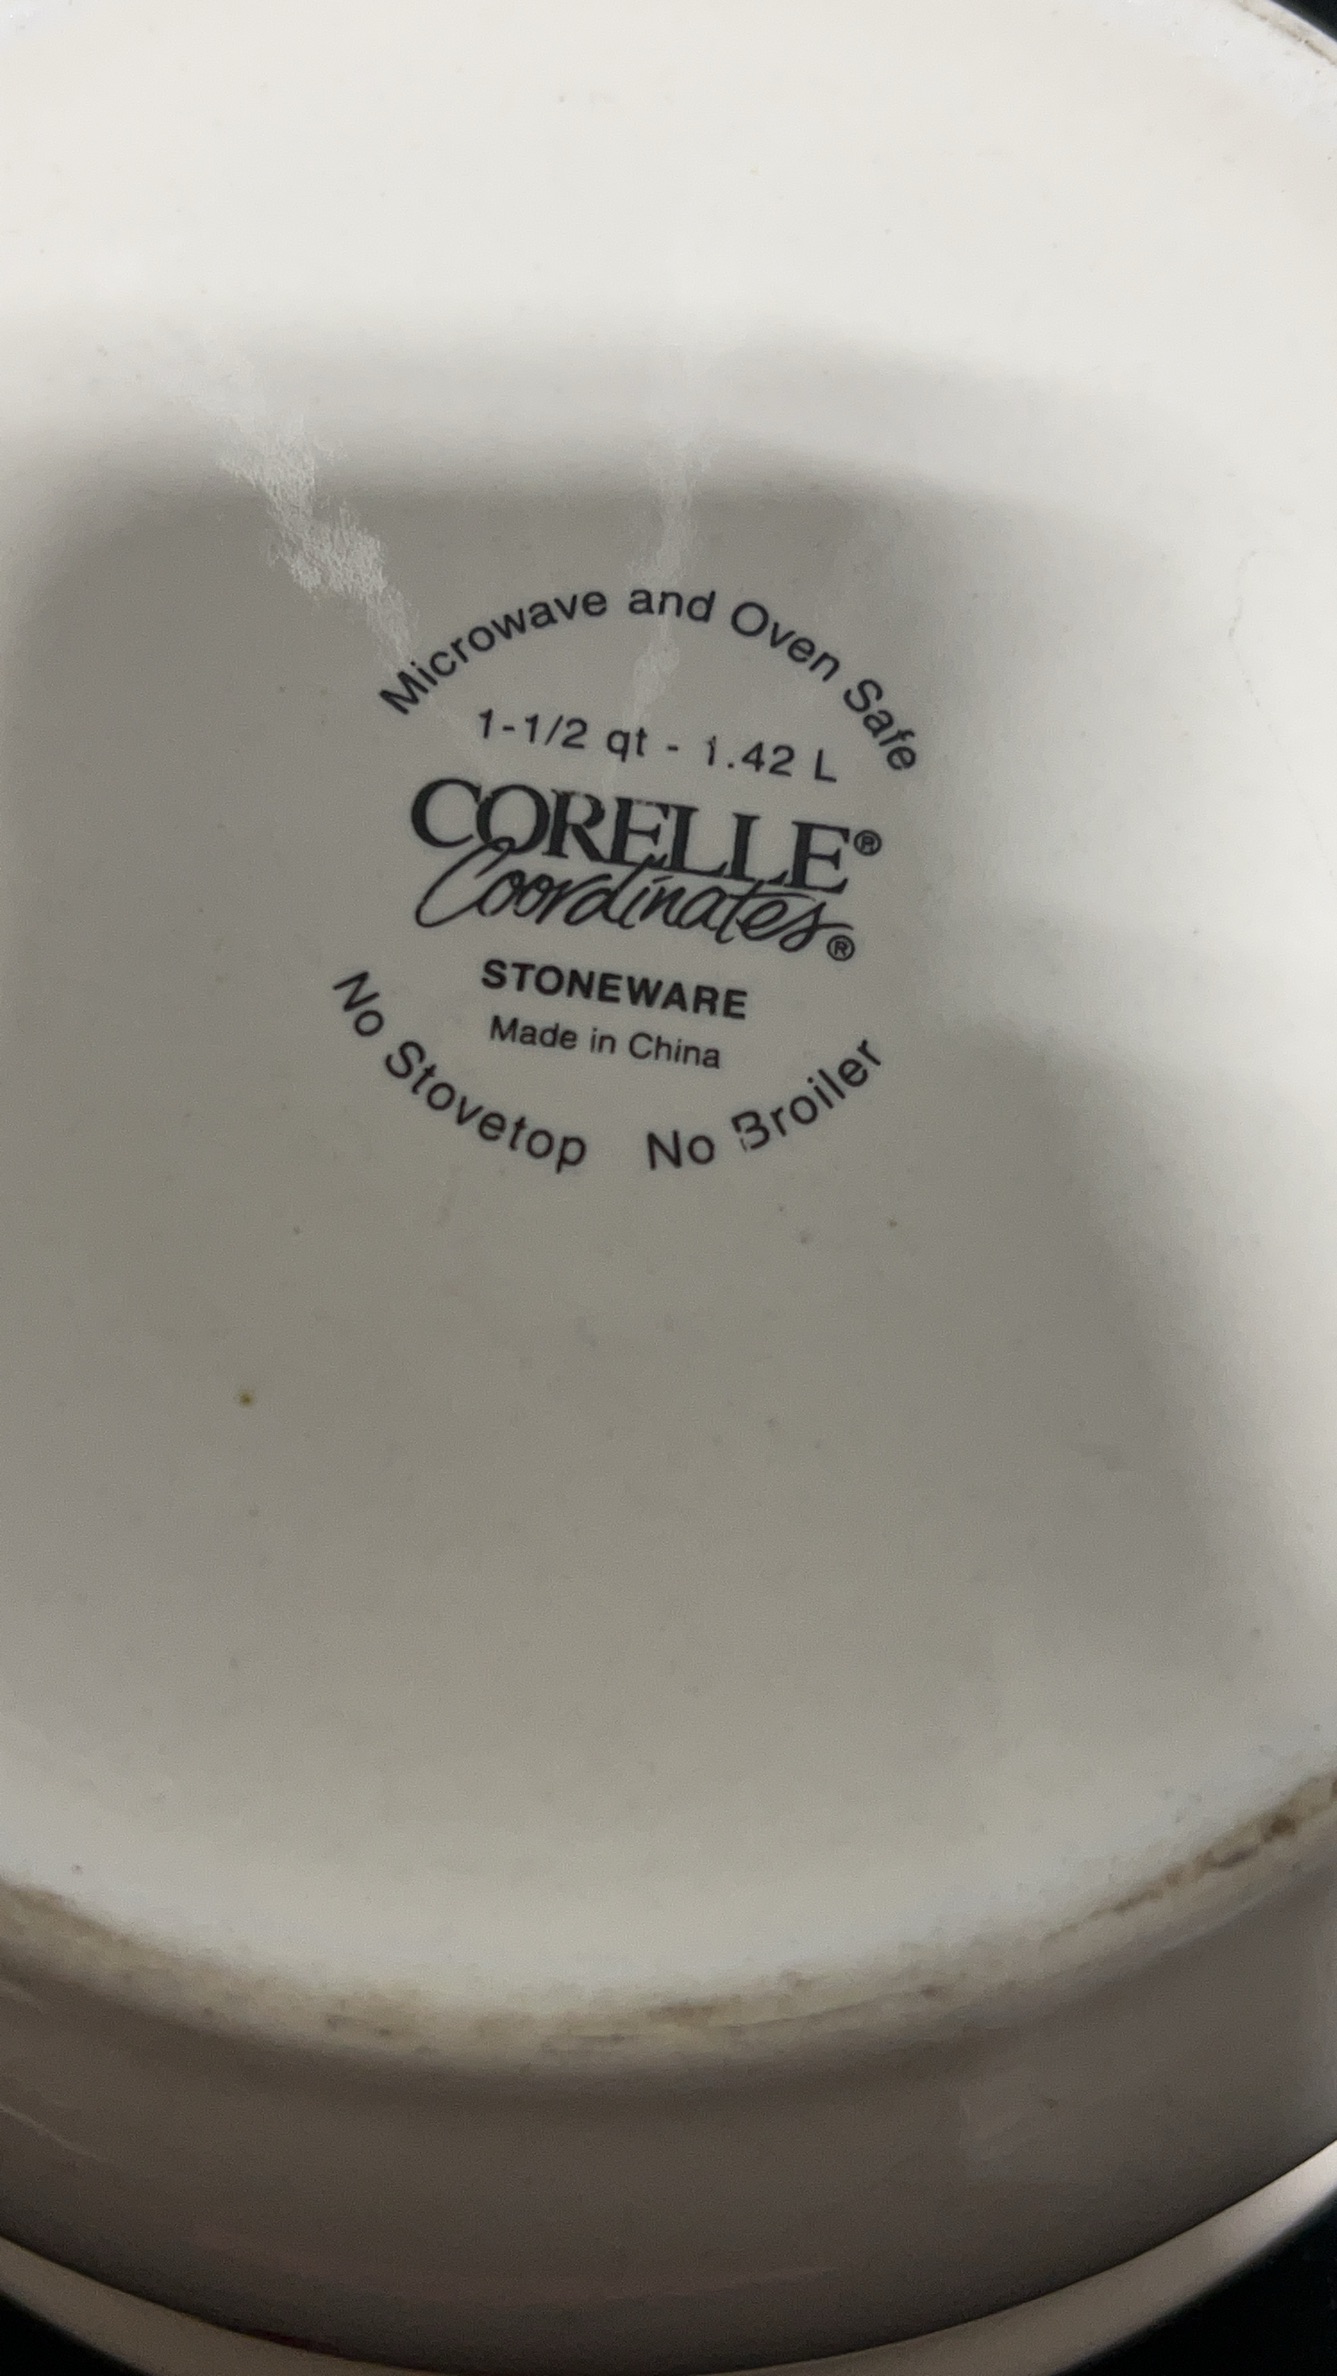 Microwave and Oven Safe
1-1/2 qt - 1.42 L
CORELLE®
Coordinates®
STONEWARE
Made in China
No Stovetop No Broiler